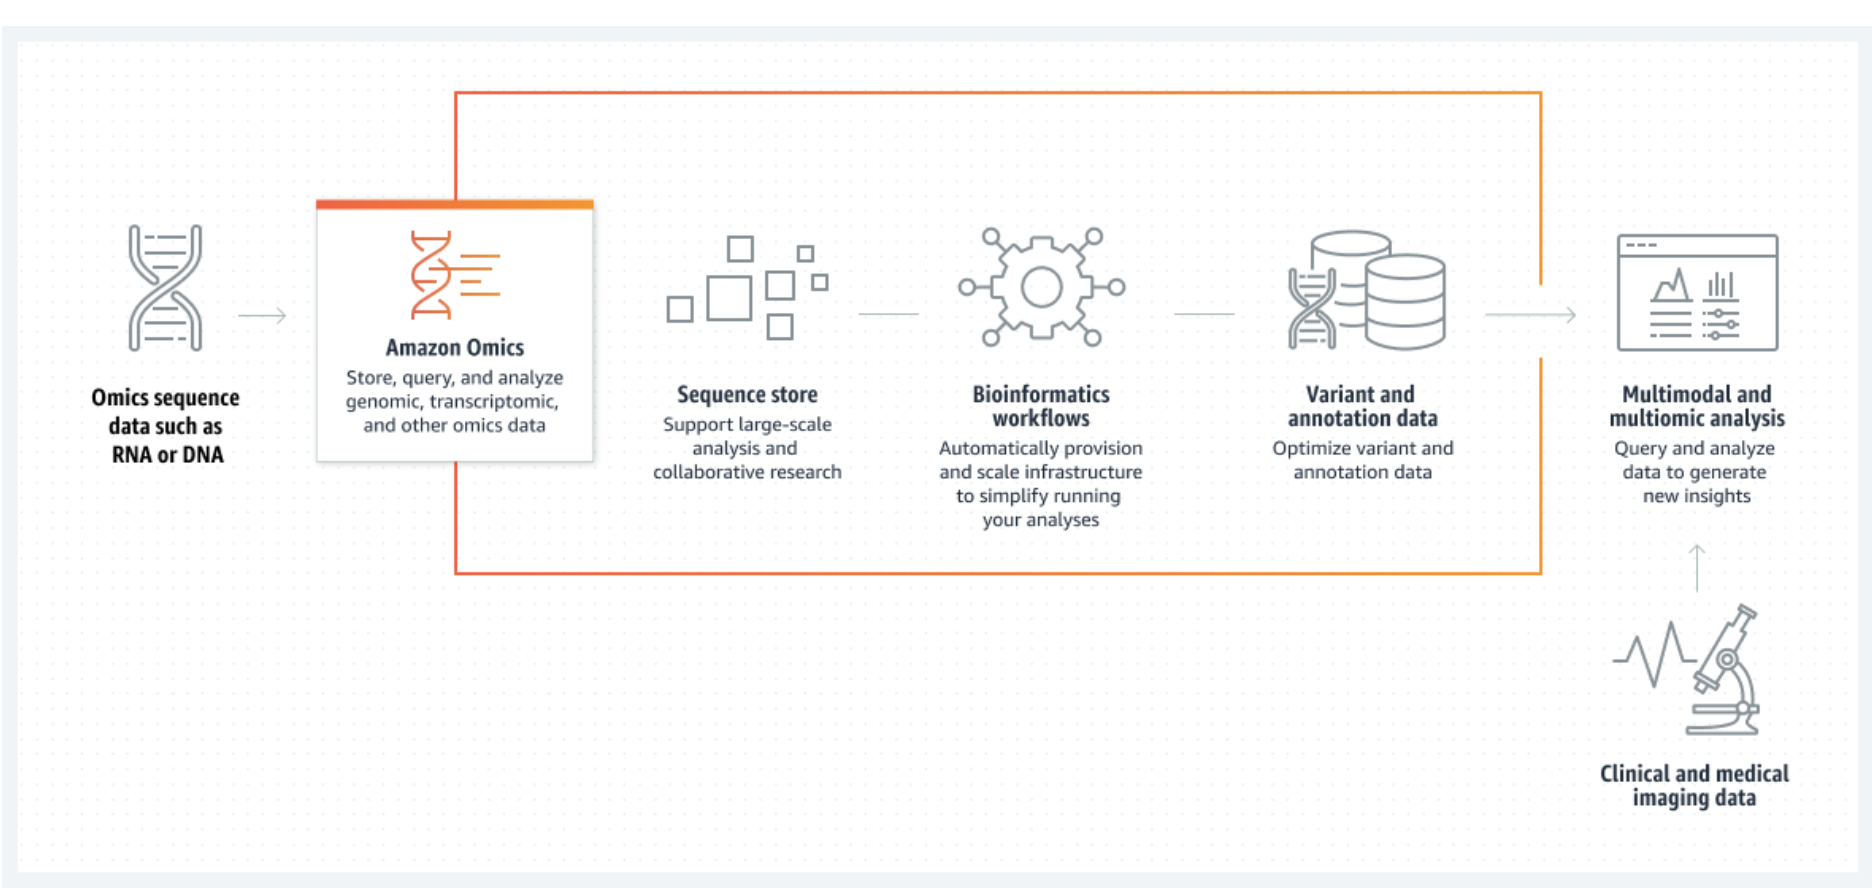 Omics sequence
data such as
RNA or DNA
Amazon Omics
Store, query, and analyze
genomic, transcriptomic,
and other omics data
Sequence store
Support large-scale
analysis and
collaborative research
Bioinformatics
workflows
Automatically provision
and scale infrastructure
to simplify running
your analyses
Variant and
annotation data
Optimize variant and
annotation data
Multimodal and
multiomic analysis
Query and analyze
data to generate
new insights
Clinical and medical
imaging data